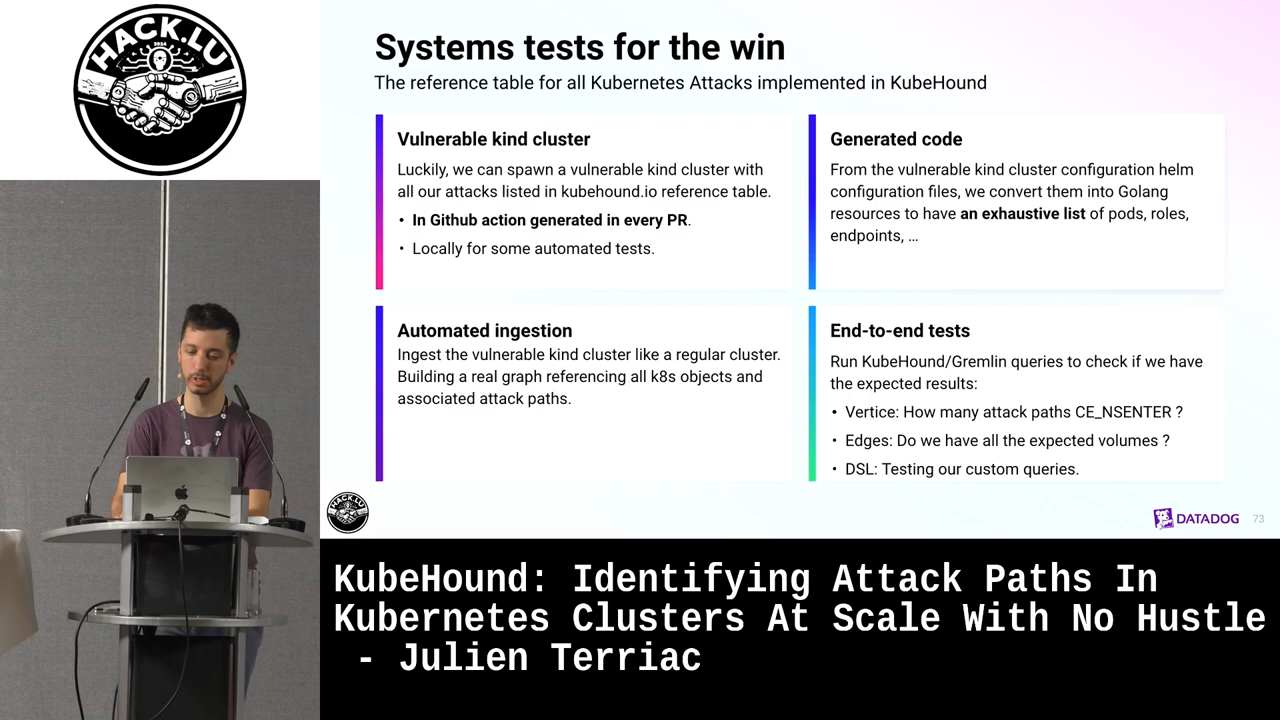 HACK.LU
2024
Systems tests for the win
The reference table for all Kubernetes Attacks implemented in KubeHound
Vulnerable kind cluster
Luckily, we can spawn a vulnerable kind cluster with
all our attacks listed in kubehound.io reference table.
• In Github action generated in every PR.
• Locally for some automated tests.
Generated code
From the vulnerable kind cluster configuration helm
configuration files, we convert them into Golang
resources to have an exhaustive list of pods, roles,
endpoints, …
Automated ingestion
Ingest the vulnerable kind cluster like a regular cluster.
Building a real graph referencing all k8s objects and
associated attack paths.
End-to-end tests
Run KubeHound/Gremlin queries to check if we have
the expected results:
• Vertice: How many attack paths CE_NSENTER ?
• Edges: Do we have all the expected volumes ?
• DSL: Testing our custom queries.
HACK.LU
DATADOG
73
KubeHound: Identifying Attack Paths In
Kubernetes Clusters At Scale With No Hustle
- Julien Terriac